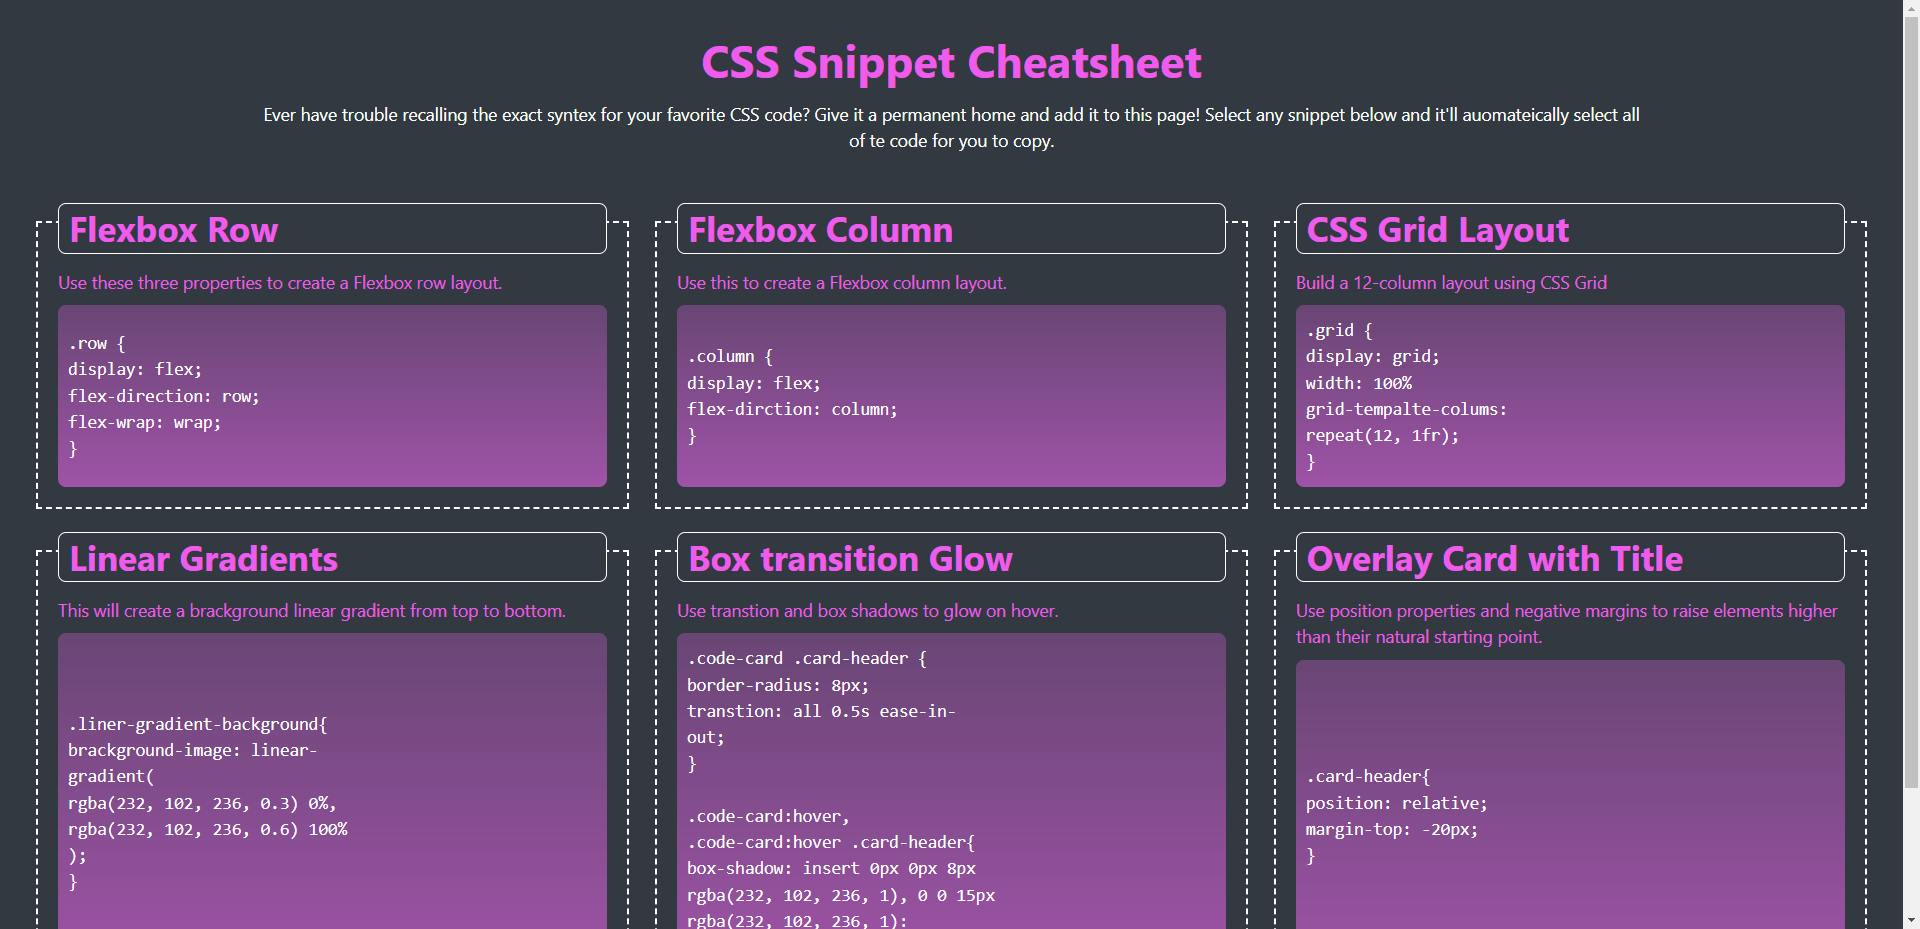 CSS Snippet Cheatsheet
Ever have trouble recalling the exact syntex for your favorite CSS code? Give it a permanent home and add it to this page! Select any snippet below and it'll auomateically select all
of te code for you to copy.
Flexbox Row
Use these three properties to create a Flexbox row layout.
.row {
display: flex;
flex-direction: row;
flex-wrap: wrap;
}
Flexbox Column
Use this to create a Flexbox column layout.
.column {
display: flex;
flex-dirction: column;
}
CSS Grid Layout
Build a 12-column layout using CSS Grid
.grid {
display: grid;
width: 100%
grid-tempalte-colums:
repeat(12, 1fr);
}
Linear Gradients
This will create a brackground linear gradient from top to bottom.
.liner-gradient-background{
brackground-image: linear-
gradient(
rgba(232, 102, 236, 0.3) 0%,
rgba(232, 102, 236, 0.6) 100%
);
}
Box transition Glow
Use transtion and box shadows to glow on hover.
.code-card .card-header {
border-radius: 8px;
transtion: all 0.5s ease-in-
out;
}
.code-card:hover,
.code-card:hover .card-header{
box-shadow: insert 0px 0px 8px
rgba(232, 102, 236, 1), 0 0 15px
rgba(232, 102, 236, 1):
Overlay Card with Title
Use position properties and negative margins to raise elements higher
than their natural starting point.
.card-header{
position: relative;
margin-top: -20px;
}